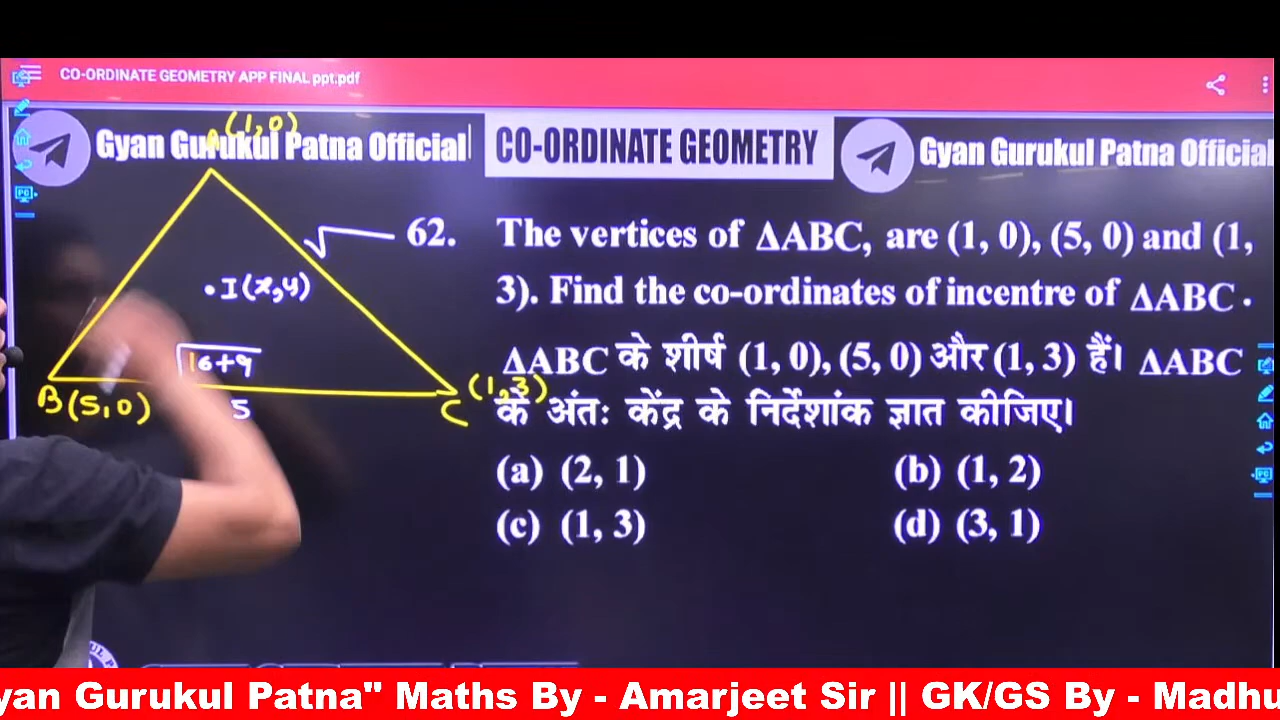 CO-ORDINATE GEOMETRY APP FINAL ppt.pdf
Gyan Gurukul Patna Official
CO-ORDINATE GEOMETRY
Gyan Gurukul Patna Official
A (1,0)
62. The vertices of ΔABC, are (1, 0), (5, 0) and (1,
3). Find the co-ordinates of incentre of ΔABC.
ΔABC के शीर्ष (1, 0), (5, 0) और (1, 3) हैं। ΔABC
के अंतः केंद्र के निर्देशांक ज्ञात कीजिए।
(a) (2, 1) (b) (1, 2)
(c) (1, 3) (d) (3, 1)
I(x,y)
√16+9
B(5,0)
5
C (1,3)
yan Gurukul Patna" Maths By - Amarjeet Sir || GK/GS By - Madhu